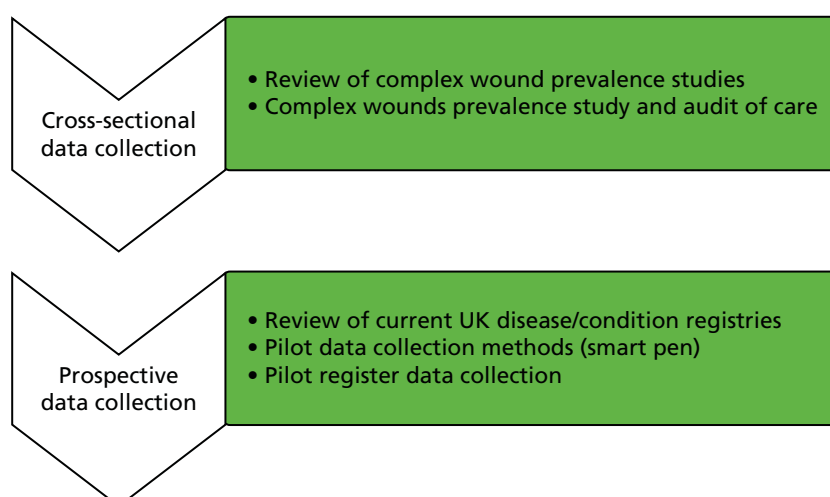 Cross-sectional
data collection
• Review of complex wound prevalence studies
• Complex wounds prevalence study and audit of care
Prospective
data collection
• Review of current UK disease/condition registries
• Pilot data collection methods (smart pen)
• Pilot register data collection